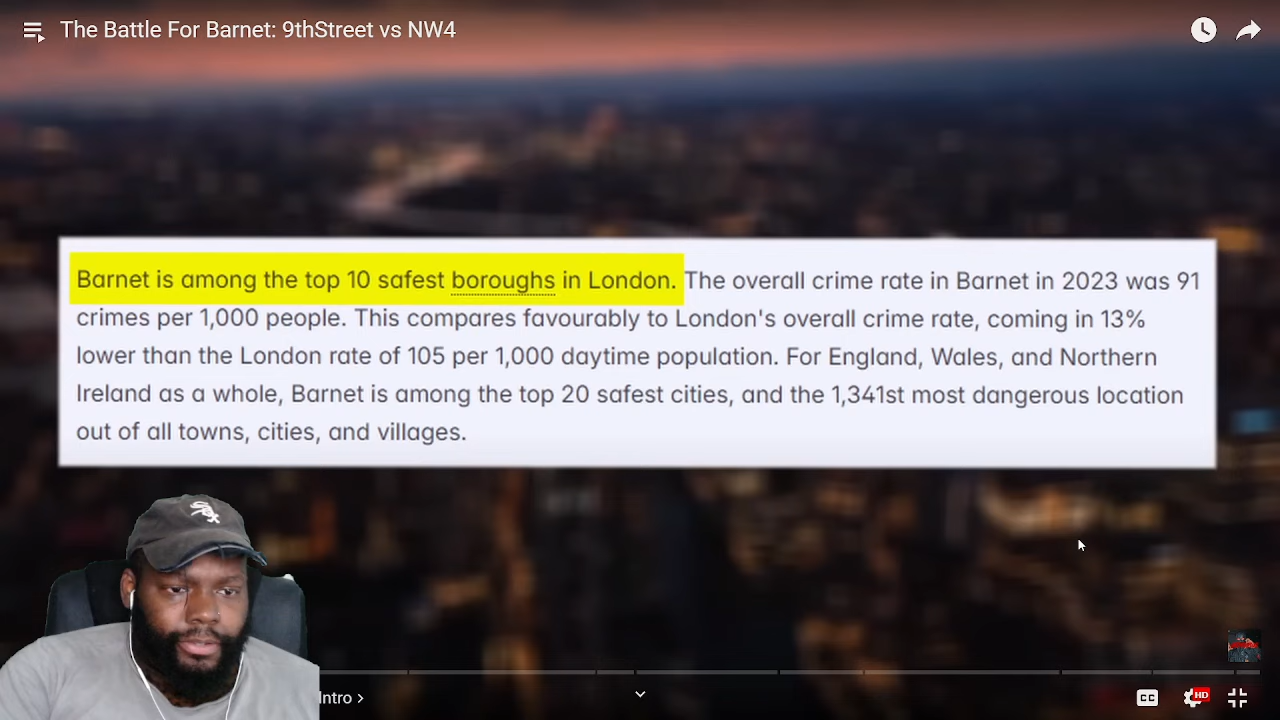 The Battle For Barnet: 9thStreet vs NW4
Barnet is among the top 10 safest boroughs in London. The overall crime rate in Barnet in 2023 was 91
crimes per 1,000 people. This compares favourably to London's overall crime rate, coming in 13%
lower than the London rate of 105 per 1,000 daytime population. For England, Wales, and Northern
Ireland as a whole, Barnet is among the top 20 safest cities, and the 1,341st most dangerous location
out of all towns, cities, and villages.
Sox
Intro >
CC
HD